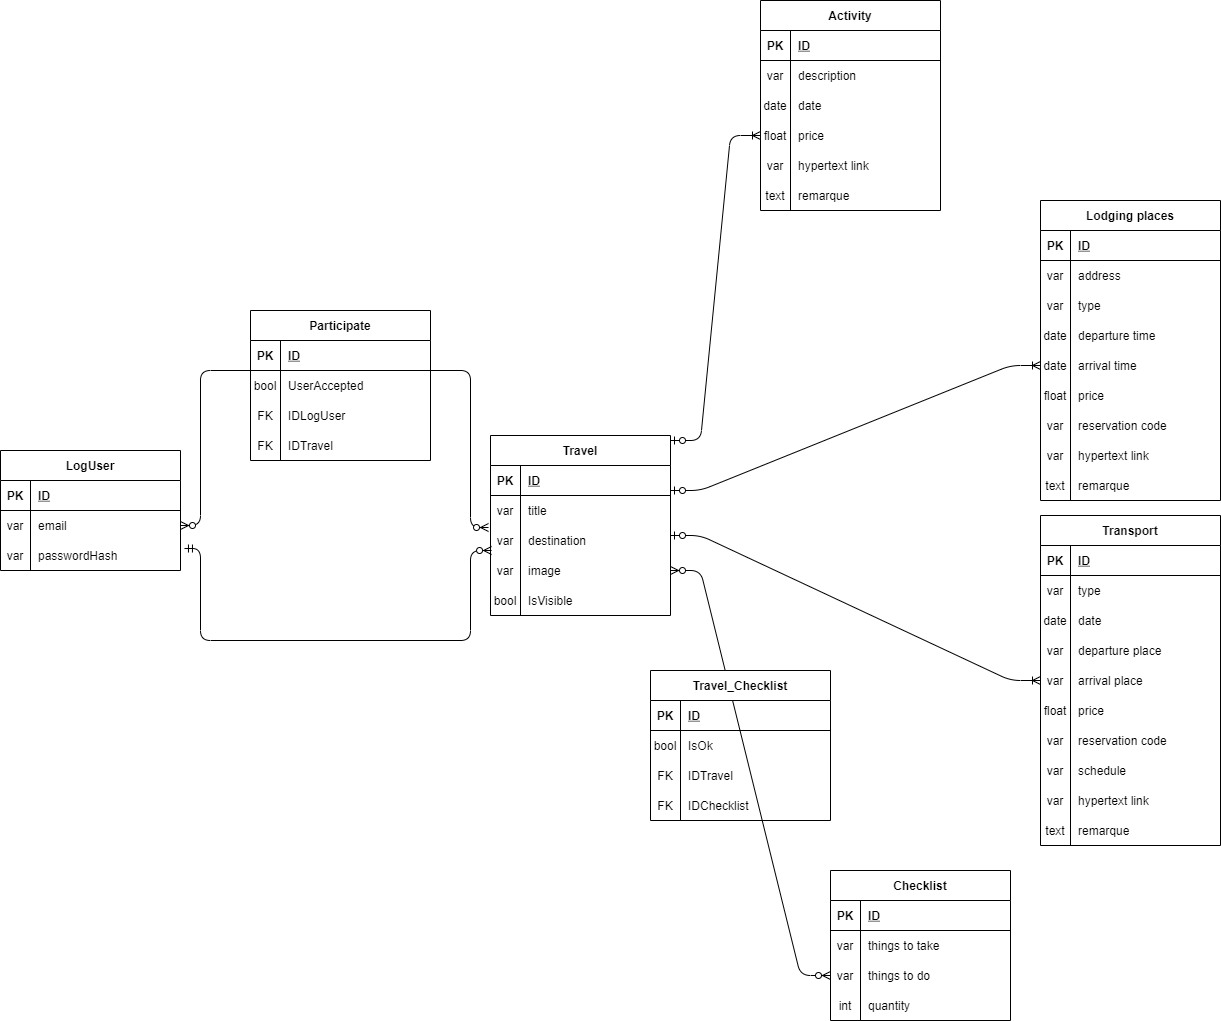 Activity
PK ID
var description
date date
float price
var hypertext link
text remarque
Lodging places
PK ID
var address
var type
date departure time
date arrival time
float price
var reservation code
var hypertext link
text remarque
Participate
PK ID
bool UserAccepted
FK IDLogUser
FK IDTravel
LogUser
PK ID
var email
var passwordHash
Travel
PK ID
var title
var destination
var image
bool IsVisible
Transport
PK ID
var type
date date
var departure place
var arrival place
float price
var reservation code
var schedule
var hypertext link
text remarque
Travel_Checklist
PK ID
bool IsOk
FK IDTravel
FK IDChecklist
Checklist
PK ID
var things to take
var things to do
int quantity